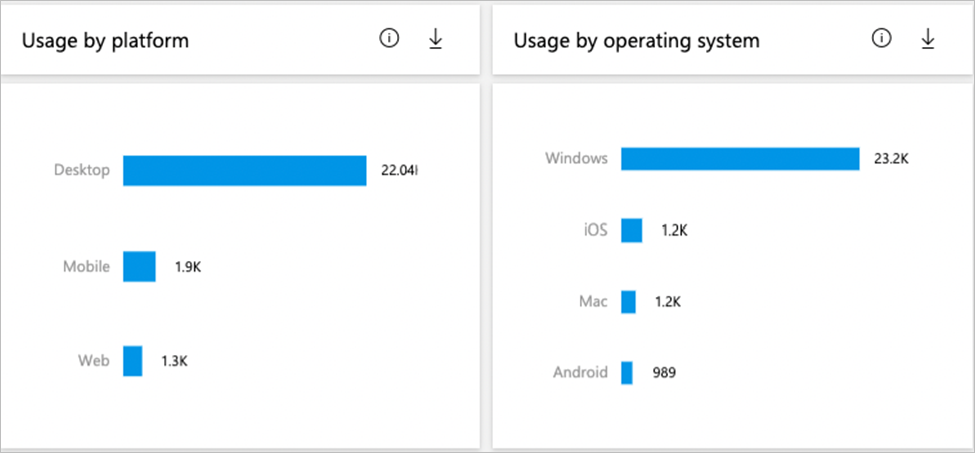 Usage by platform
Desktop 22.04
Mobile 1.9K
Web 1.3K
Usage by operating system
Windows 23.2K
iOS 1.2K
Mac 1.2K
Android 989